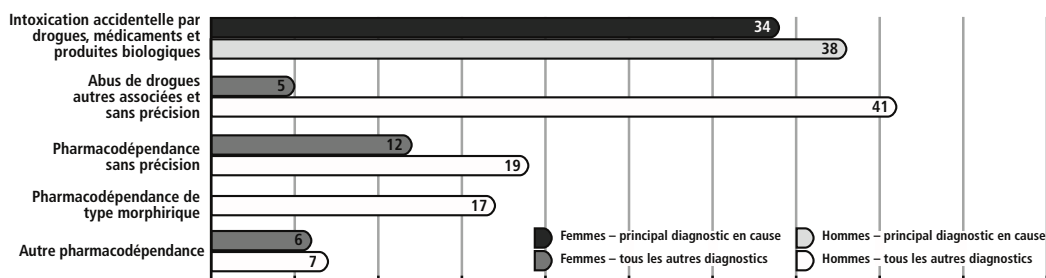 Intoxication accidentelle par
drogues, médicaments et
produites biologiques
34
38
Abus de drogues
autres associées et
sans précision
5
41
Pharmacodépendance
sans précision
12
19
Pharmacodépendance de
type morphirique
17
Autre pharmacodépendance
6
7
Femmes – principal diagnostic en cause
Hommes – principal diagnostic en cause
Femmes – tous les autres diagnostics
Hommes – tous les autres diagnostics